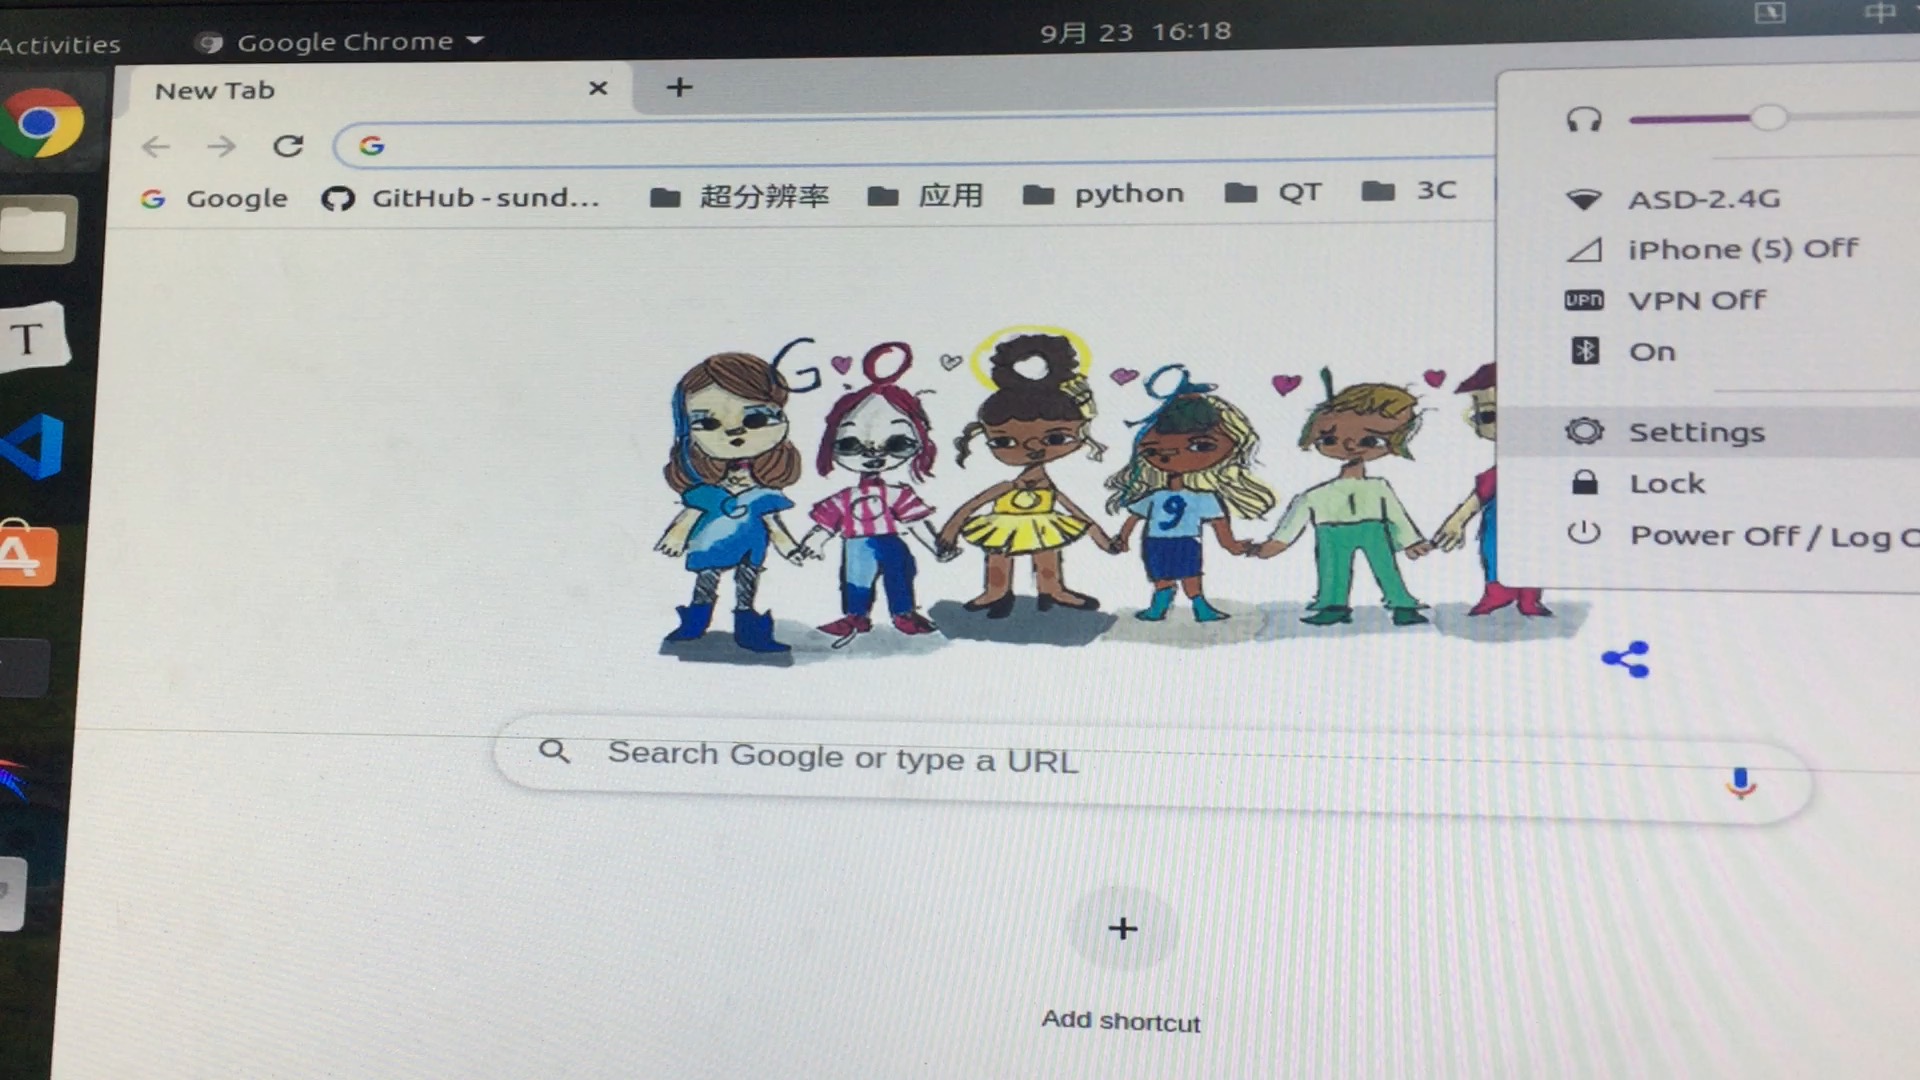 Activities Google Chrome 9月 23 16:18 中
New Tab
Google GitHub - sund... 超分辨率 应用 python QT 3C
ASD-2.4G
iPhone (5) Off
VPN VPN Off
On
Settings
Lock
Power Off / Log
G O O g l
G 9 l
Search Google or type a URL
Add shortcut
T